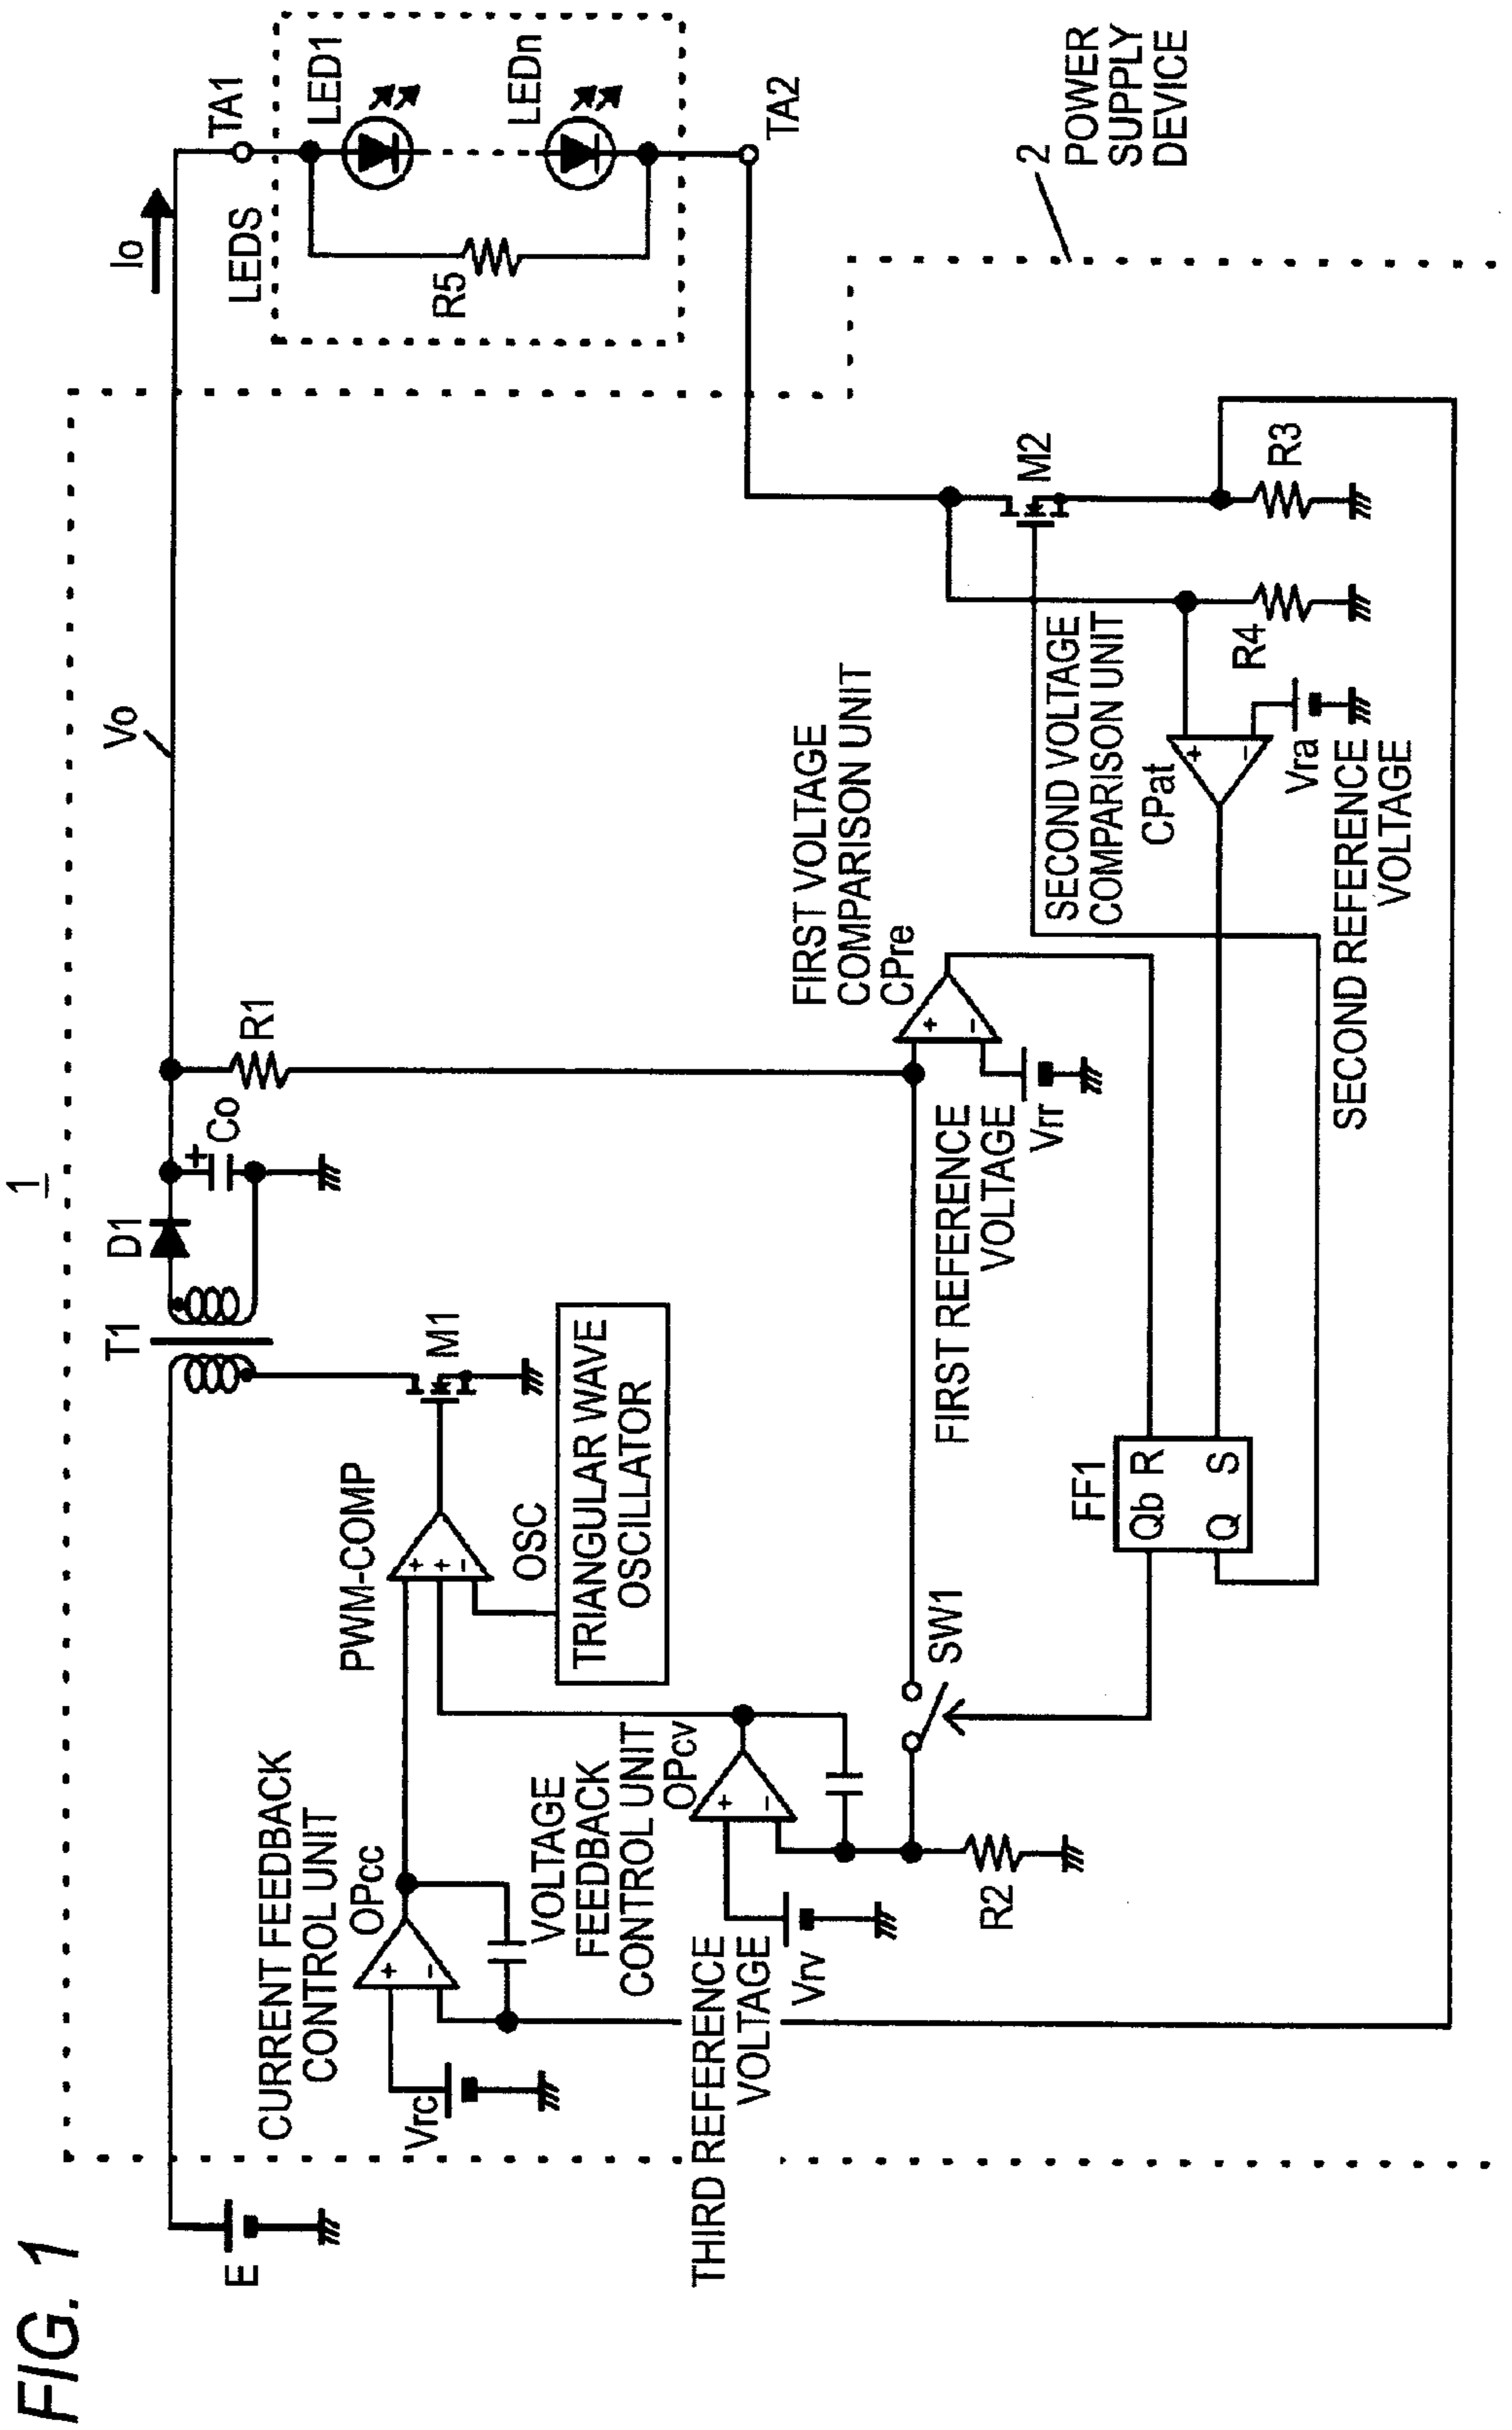 FIG. 1
1
E
T1
D1
Co
R1
Vo
Io
TA1
LEDS
LED1
LEDn
R5
TA2
2
POWER
SUPPLY
DEVICE
CURRENT FEEDBACK
CONTROL UNIT
OPcc
+
−
Vrc
PWM-COMP
+
+
−
M1
OSC
TRIANGULAR WAVE
OSCILLATOR
VOLTAGE
FEEDBACK
CONTROL UNIT
OPcv
+
−
THIRD REFERENCE
VOLTAGE
Vrv
R2
SW1
FIRST VOLTAGE
COMPARISON UNIT
CPre
+
−
FIRST REFERENCE
VOLTAGE
Vrr
FF1
Qb R
Q S
SECOND VOLTAGE
COMPARISON UNIT
CPat
+
−
Vra
SECOND REFERENCE
VOLTAGE
M2
R4
R3
+